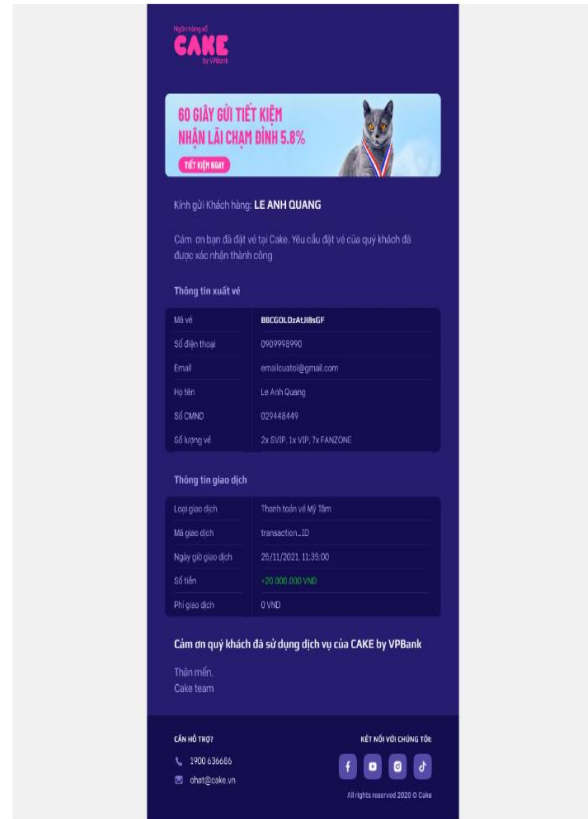 Ngân hàng số
CAKE
by VPBank
60 GIÂY GỬI TIẾT KIỆM
NHẬN LÃI CHẠM ĐỈNH 5.8%
TIẾT KIỆM NGAY
Kính gửi Khách hàng: LE ANH QUANG
Cảm ơn bạn đã đặt vé tại Cake. Yêu cầu đặt vé của quý khách đã
được xác nhận thành công
Thông tin xuất vé
Mã vé BBCGOLDzAtJIBsGF
Số điện thoại 0909998990
Email emailcuatoi@gmail.com
Họ tên Le Anh Quang
Số CMND 029448449
Số lượng vé 2x SVIP, 1x VIP, 7x FANZONE
Thông tin giao dịch
Loại giao dịch Thanh toán vé Mỹ Tâm
Mã giao dịch transaction_ID
Ngày giờ giao dịch 25/11/2021, 11:35:00
Số tiền +20.000.000 VND
Phí giao dịch 0 VND
Cảm ơn quý khách đã sử dụng dịch vụ của CAKE by VPBank
Thân mến,
Cake team
CẦN HỖ TRỢ? KẾT NỐI VỚI CHÚNG TÔI:
1900 636686
chat@cake.vn
All rights reserved 2020 © Cake